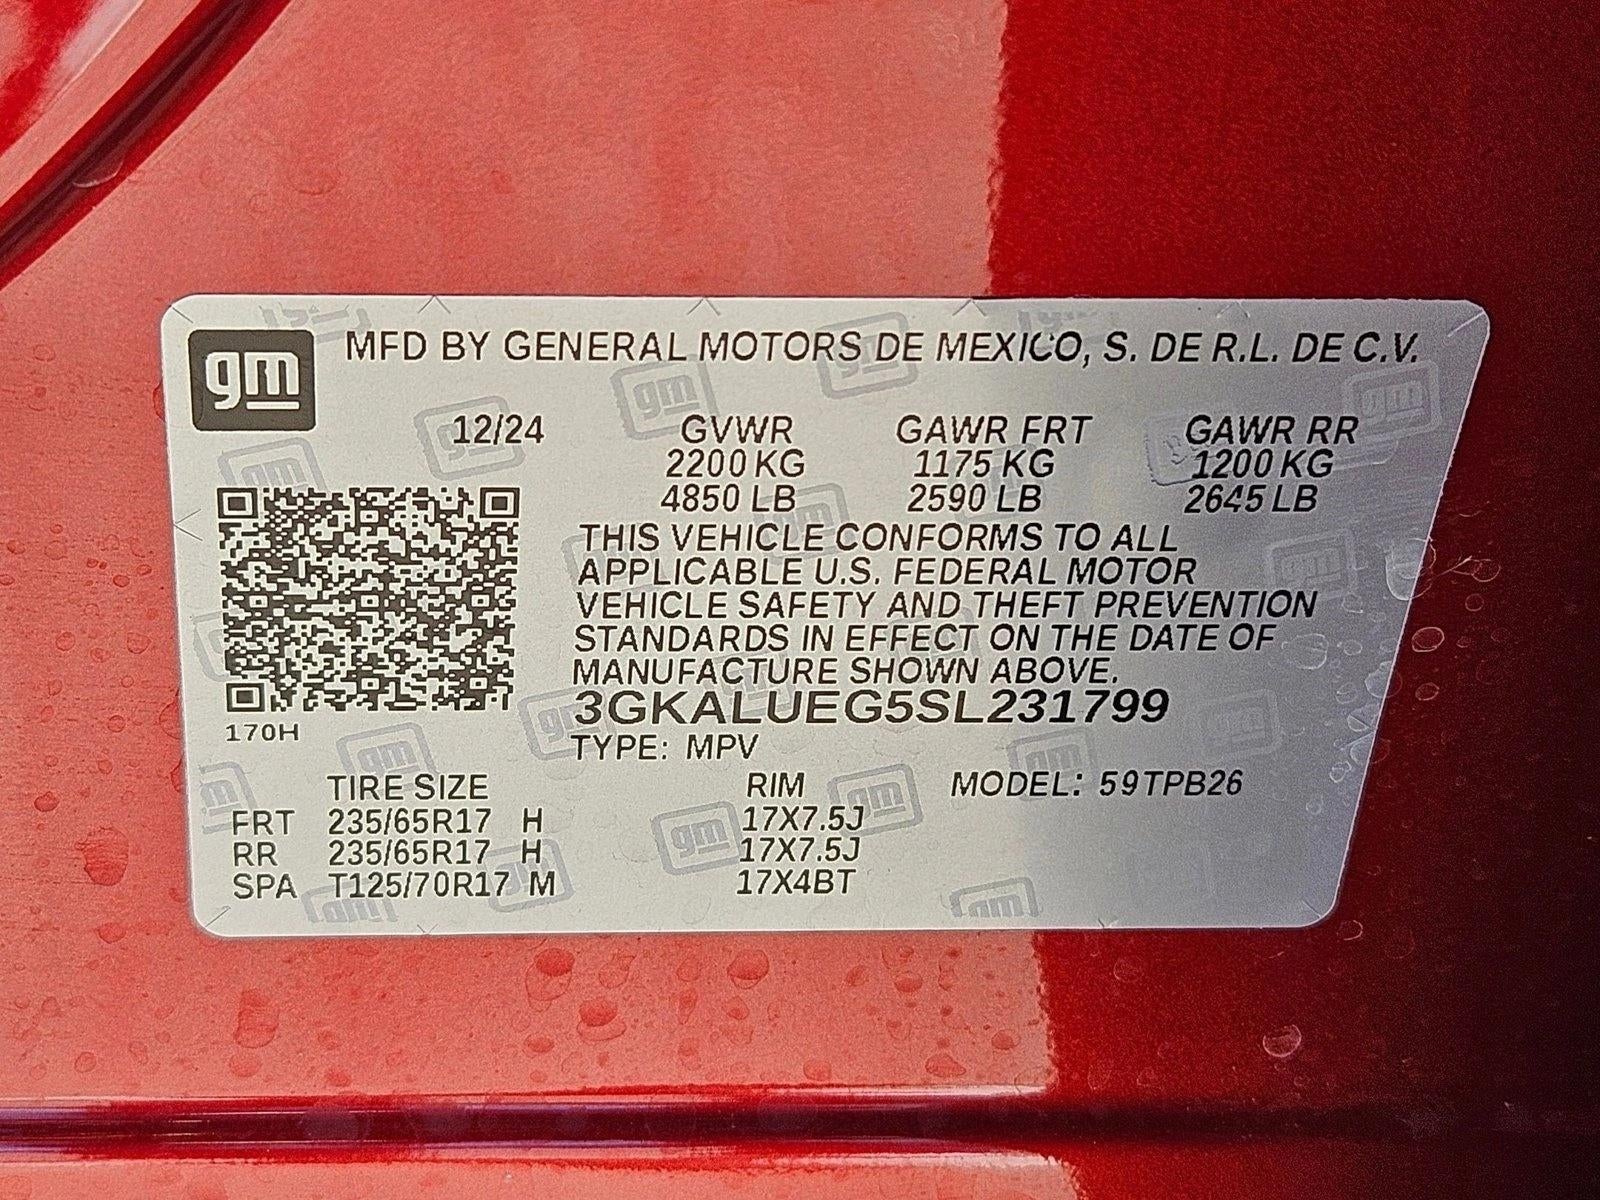 gm
MFD BY GENERAL MOTORS DE MEXICO, S. DE R.L. DE C.V.
12/24 GVWR GAWR FRT GAWR RR
2200 KG 1175 KG 1200 KG
4850 LB 2590 LB 2645 LB
THIS VEHICLE CONFORMS TO ALL
APPLICABLE U.S. FEDERAL MOTOR
VEHICLE SAFETY AND THEFT PREVENTION
STANDARDS IN EFFECT ON THE DATE OF
MANUFACTURE SHOWN ABOVE.
3GKALUEG5SL231799
170H
TYPE: MPV
TIRE SIZE RIM MODEL: 59TPB26
FRT 235/65R17 H 17X7.5J
RR 235/65R17 H 17X7.5J
SPA T125/70R17 M 17X4BT